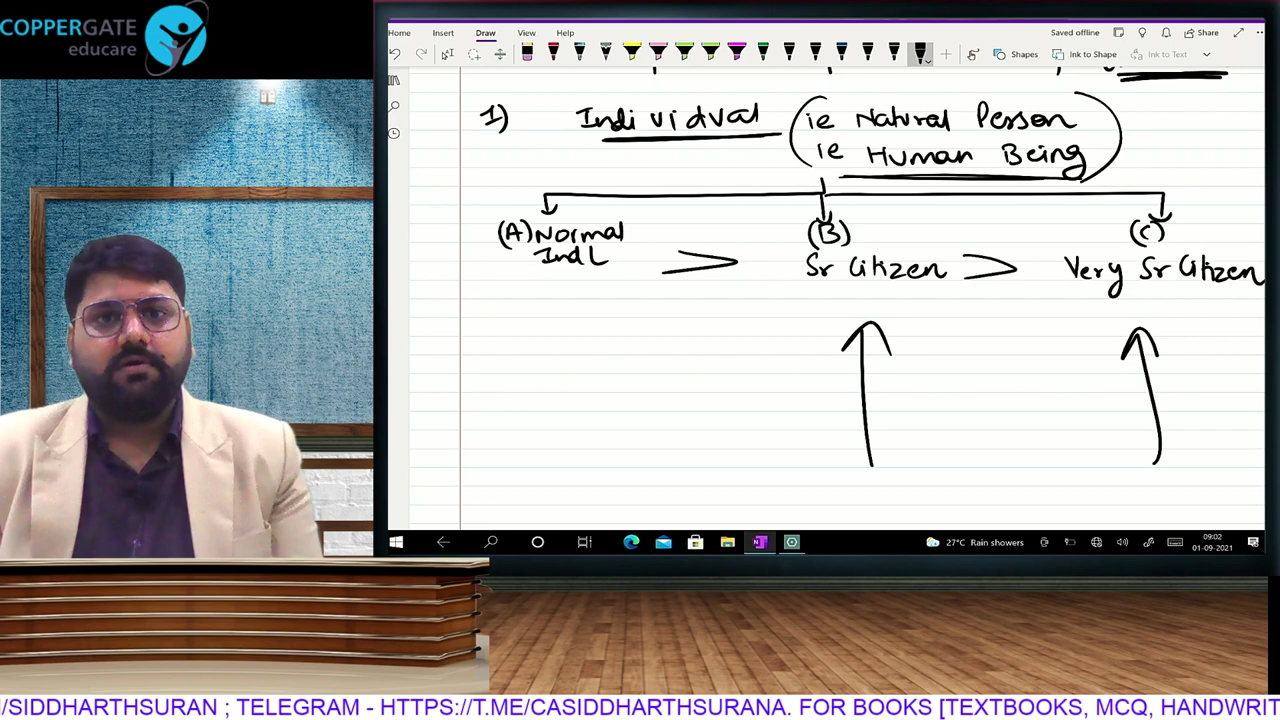 COPPERGATE
educare
Home Insert Draw View Help
Saved offline
Share
Shapes
Ink to Shape
Ink to Text
1) Individual (ie Natural Person
ie Human Being)
(A) Normal
Indl
> (B)
Sr Citizen
> (C)
Very Sr Citizen
27°C Rain showers
09:02
01-09-2021
/SIDDHARTHSURAN ; TELEGRAM - HTTPS://T.ME/CASIDDHARTHSURANA. FOR BOOKS [TEXTBOOKS, MCQ, HANDWRIT